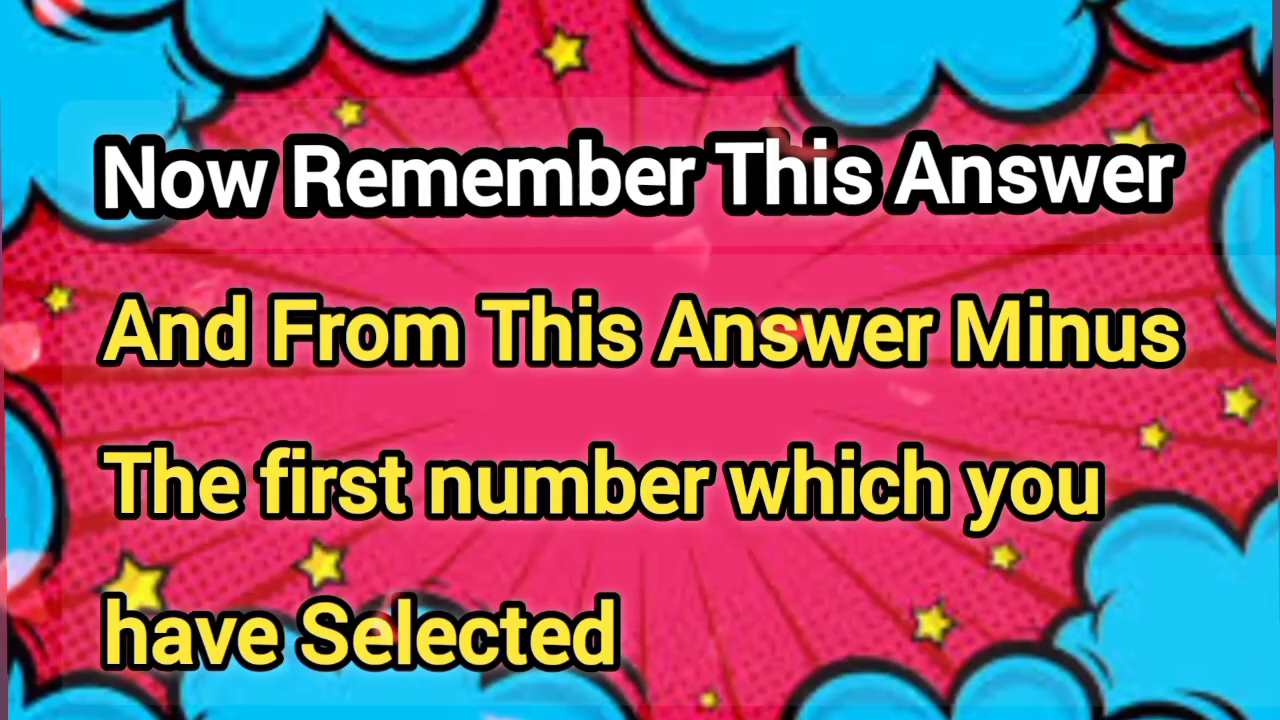 Now Remember This Answer
And From This Answer Minus
The first number which you
have Selected